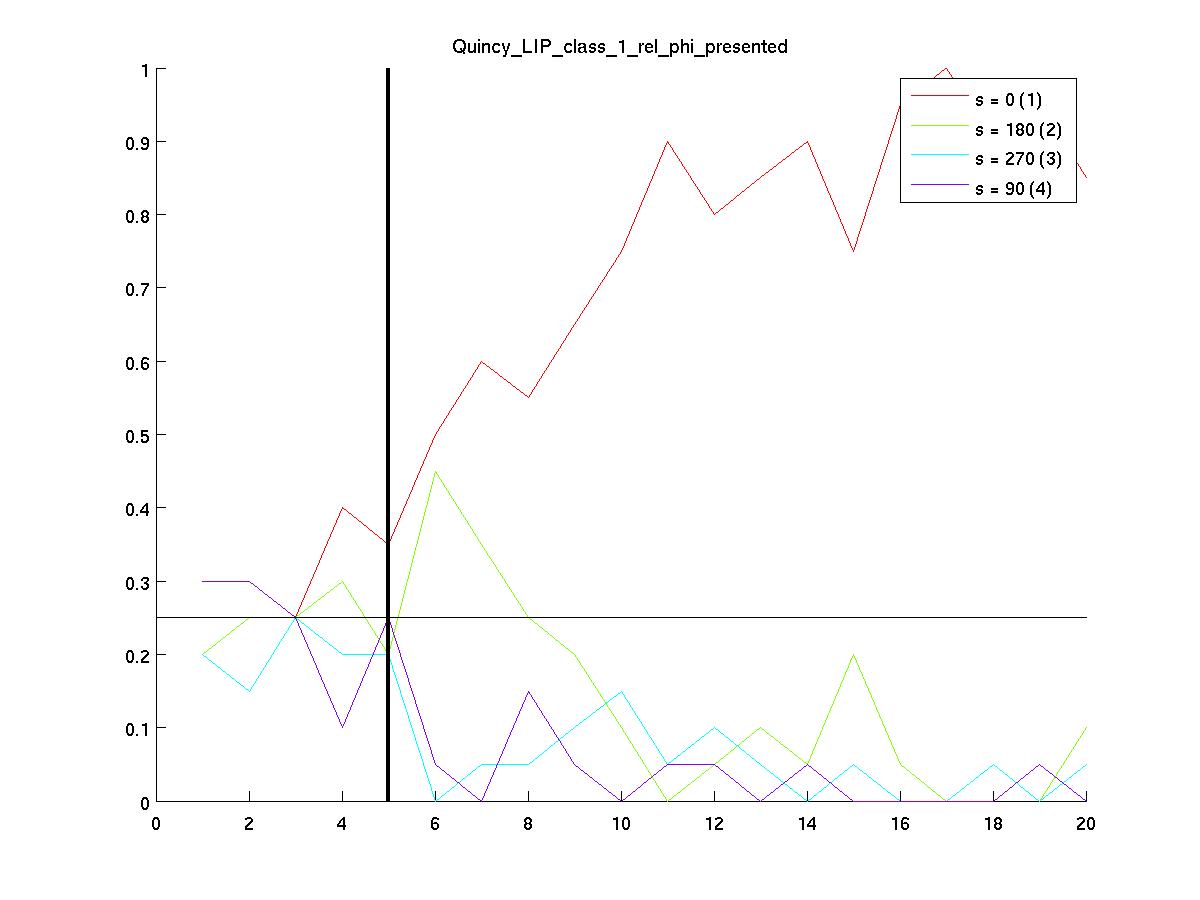 Quincy_LIP_class_1_rel_phi_presented
1
0.9
0.8
0.7
0.6
0.5
0.4
0.3
0.2
0.1
0
s = 0 (1)
s = 180 (2)
s = 270 (3)
s = 90 (4)
0 2 4 6 8 10 12 14 16 18 20